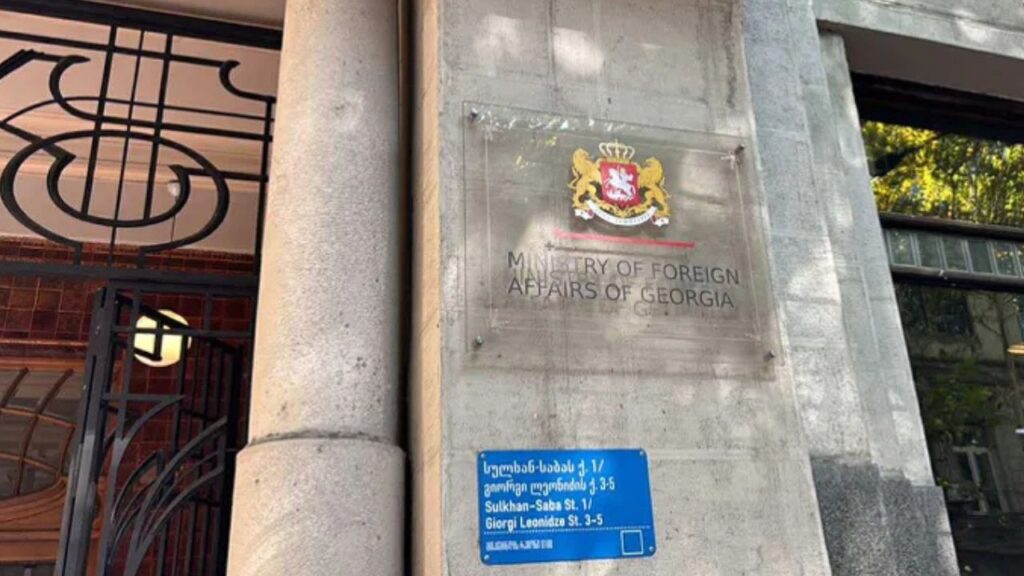 MINISTRY OF FOREIGN
AFFAIRS OF GEORGIA
სულხან-საბას ქ. 1/
გიორგი ლეონიძის ქ. 3-5
Sulkhan-Saba St. 1/
Giorgi Leonidze St. 3-5